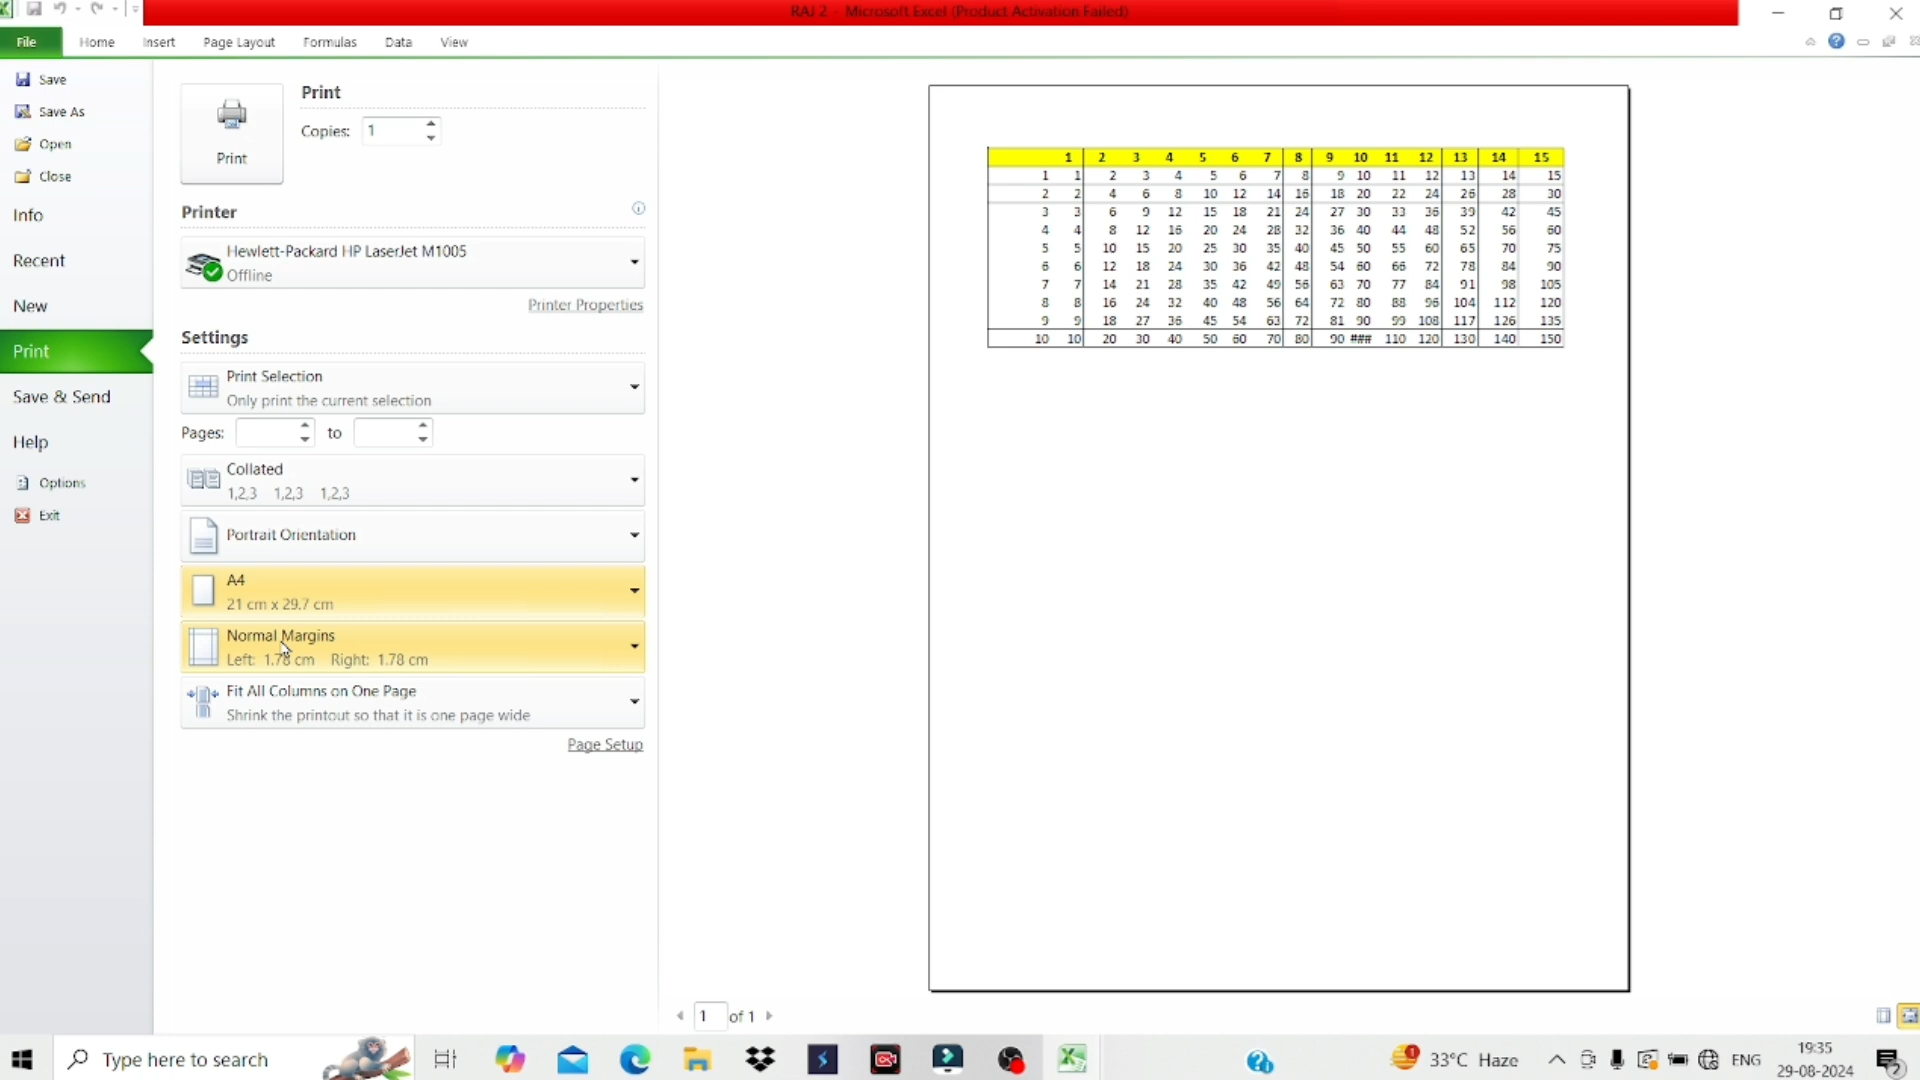 RAJ 2 - Microsoft Excel (Product Activation Failed)
File Home Insert Page Layout Formulas Data View
Save
Save As
Open
Close
Info
Recent
New
Print
Save & Send
Help
Options
Exit
Print
Print
Copies: 1
Printer
Hewlett-Packard HP LaserJet M1005
Offline
Printer Properties
Settings
Print Selection
Only print the current selection
Pages: to
Collated
1,2,3 1,2,3 1,2,3
Portrait Orientation
A4
21 cm x 29.7 cm
Normal Margins
Left: 1.78 cm Right: 1.78 cm
Fit All Columns on One Page
Shrink the printout so that it is one page wide
Page Setup
1 2 3 4 5 6 7 8 9 10 11 12 13 14 15
1 1 2 3 4 5 6 7 8 9 10 11 12 13 14 15
2 2 4 6 8 10 12 14 16 18 20 22 24 26 28 30
3 3 6 9 12 15 18 21 24 27 30 33 36 39 42 45
4 4 8 12 16 20 24 28 32 36 40 44 48 52 56 60
5 5 10 15 20 25 30 35 40 45 50 55 60 65 70 75
6 6 12 18 24 30 36 42 48 54 60 66 72 78 84 90
7 7 14 21 28 35 42 49 56 63 70 77 84 91 98 105
8 8 16 24 32 40 48 56 64 72 80 88 96 104 112 120
9 9 18 27 36 45 54 63 72 81 90 99 108 117 126 135
10 10 20 30 40 50 60 70 80 90 ### 110 120 130 140 150
1 of 1
Type here to search
33°C Haze
ENG
19:35
29-08-2024
2